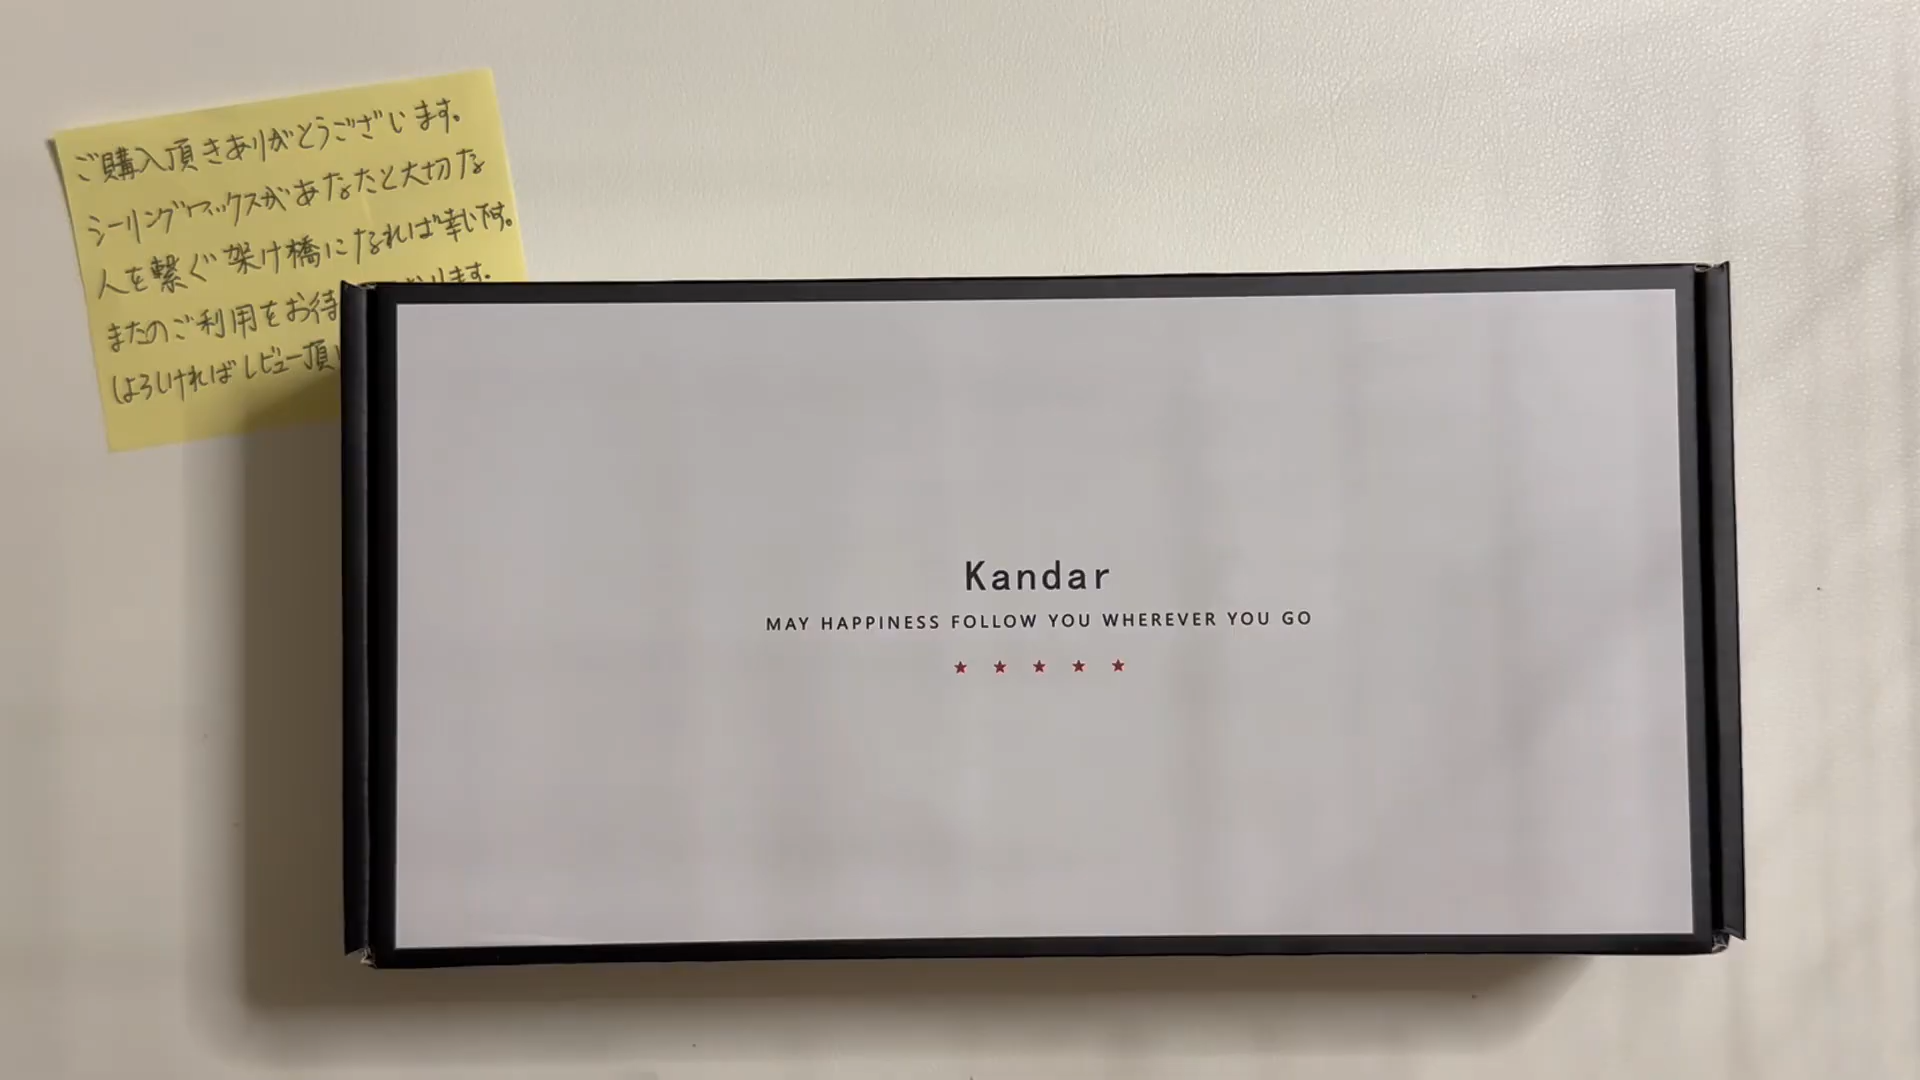 ご購入頂きありがとうございます。
シーリングワックスがあなたと大切な
人を繋ぐ架け橋になれば幸いです。
またのご利用をお待
ります。
よろしければレビュー頂
Kandar
MAY HAPPINESS FOLLOW YOU WHEREVER YOU GO
★ ★ ★ ★ ★